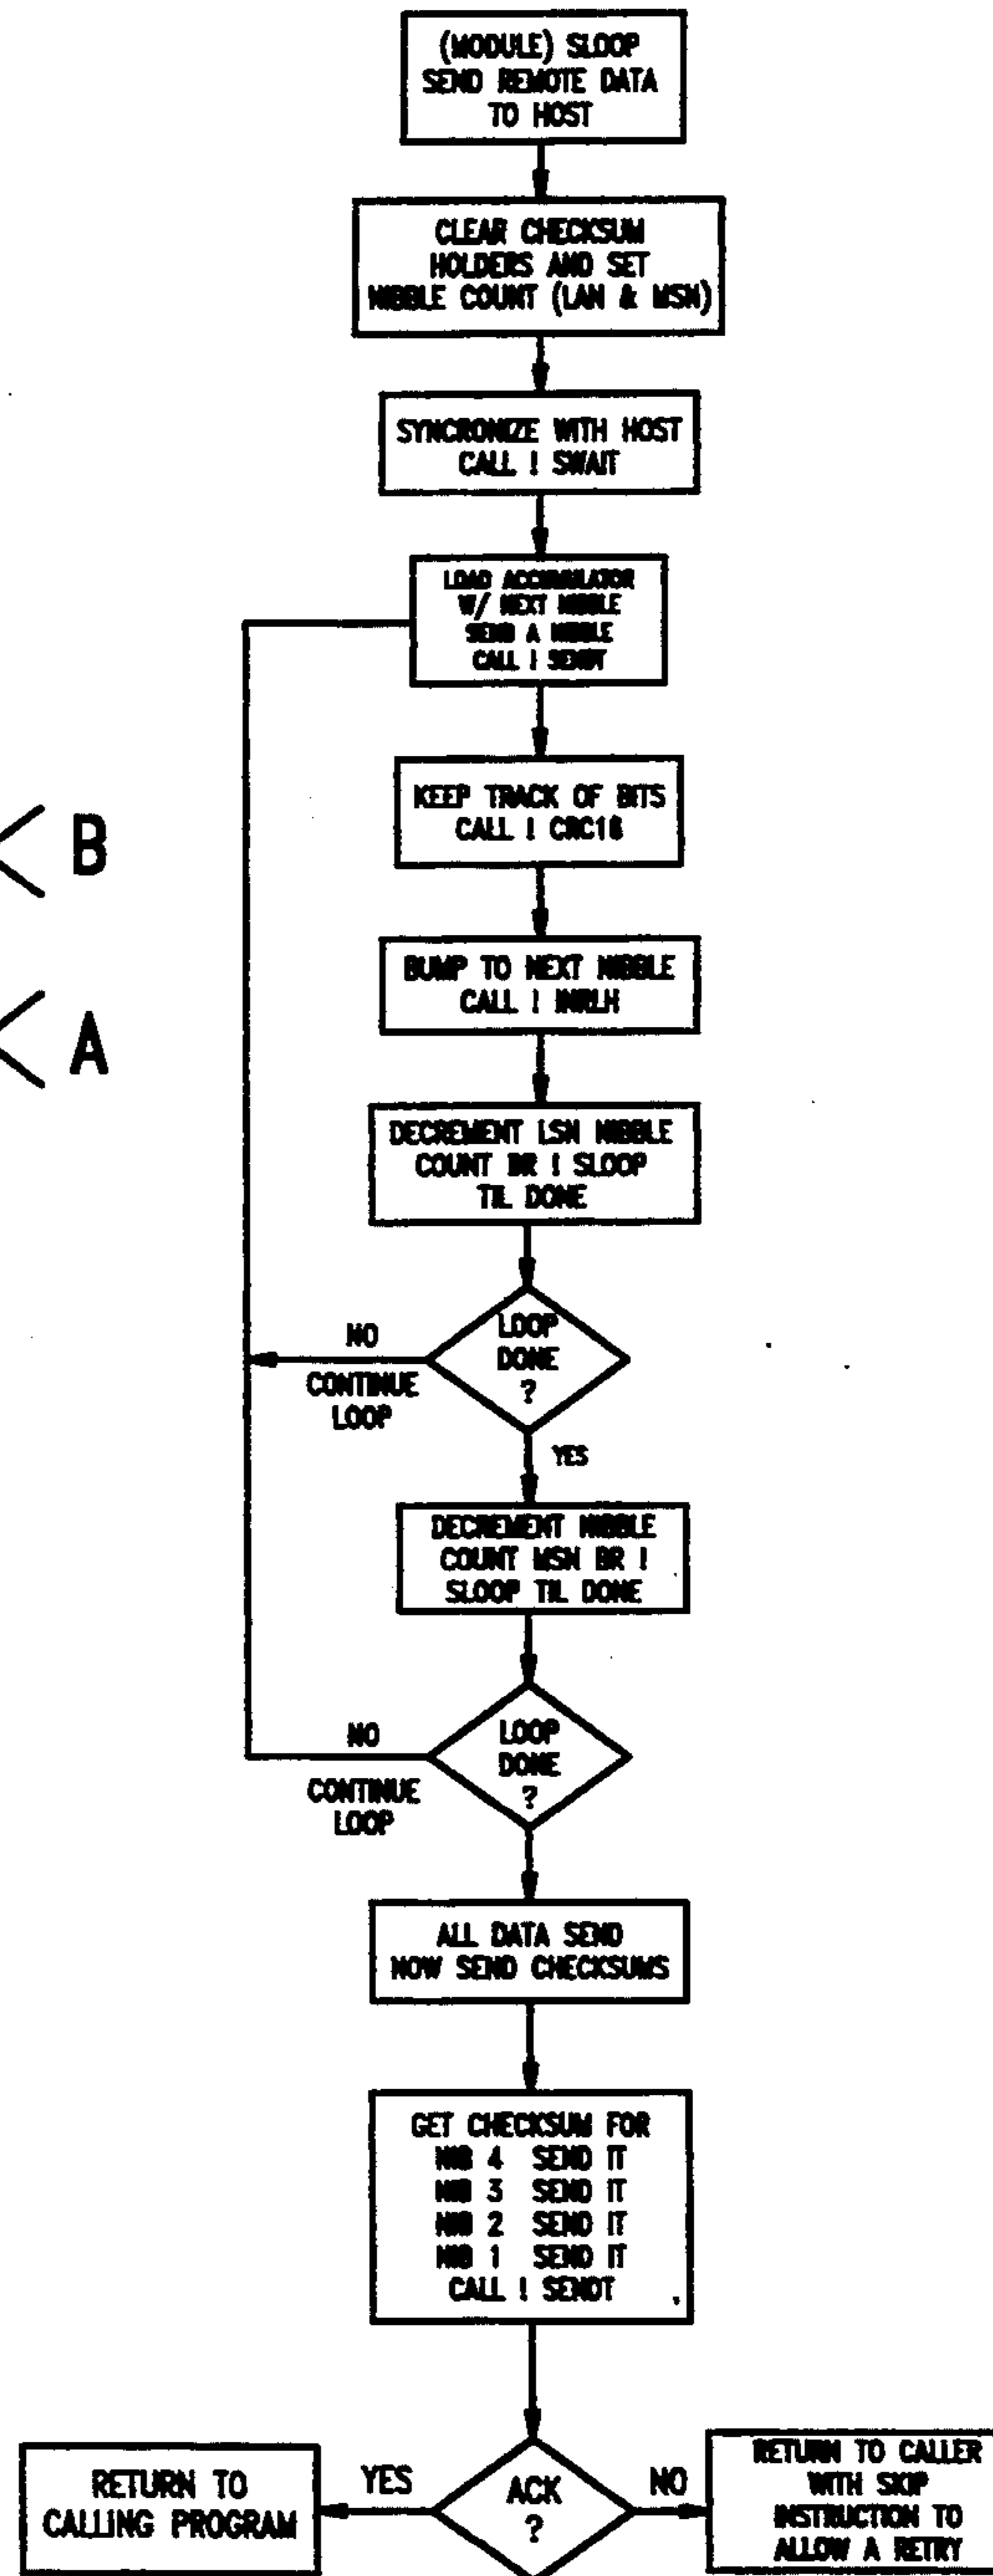 (MODULE) SLOOP
SEND REMOTE DATA
TO HOST
CLEAR CHECKSUM
HOLDERS AND SET
NIBBLE COUNT (LAN & MSN)
SYNCRONIZE WITH HOST
CALL ! SWAIT
LOAD ACCUMULATOR
W/ NEXT NIBBLE
SEND A NIBBLE
CALL ! SENDT
KEEP TRACK OF BITS
CALL ! CRC16
B
BUMP TO NEXT NIBBLE
CALL ! INRLH
A
DECREMENT LSN NIBBLE
COUNT BR ! SLOOP
TIL DONE
LOOP
DONE
?
NO
CONTINUE
LOOP
YES
DECREMENT NIBBLE
COUNT MSN BR !
SLOOP TIL DONE
LOOP
DONE
?
NO
CONTINUE
LOOP
ALL DATA SEND
NOW SEND CHECKSUMS
GET CHECKSUM FOR
NIB 4 SEND IT
NIB 3 SEND IT
NIB 2 SEND IT
NIB 1 SEND IT
CALL ! SENDT
ACK
?
YES
RETURN TO
CALLING PROGRAM
NO
RETURN TO CALLER
WITH SKIP
INSTRUCTION TO
ALLOW A RETRY